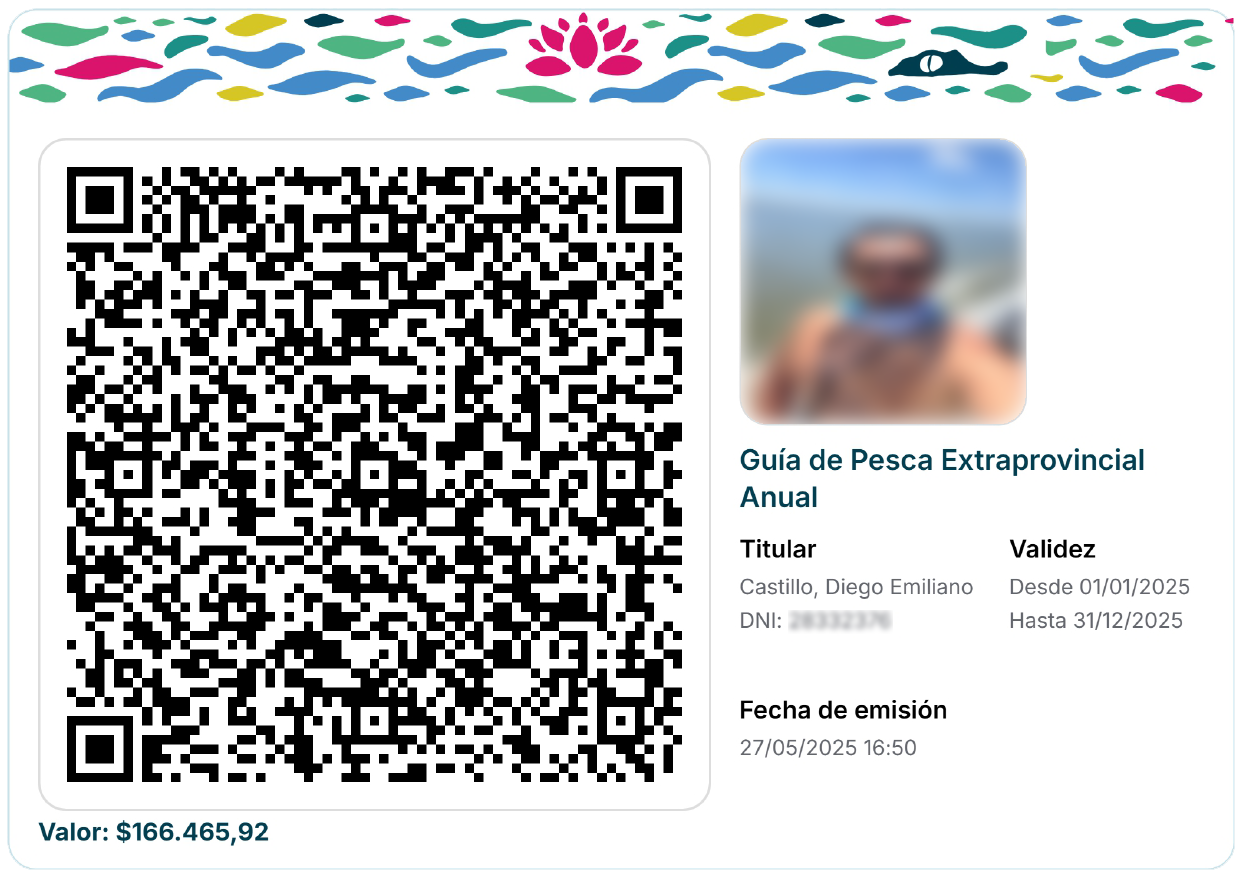 Guía de Pesca Extraprovincial
Anual
Titular
Castillo, Diego Emiliano
DNI:
Validez
Desde 01/01/2025
Hasta 31/12/2025
Fecha de emisión
27/05/2025 16:50
Valor: $166.465,92